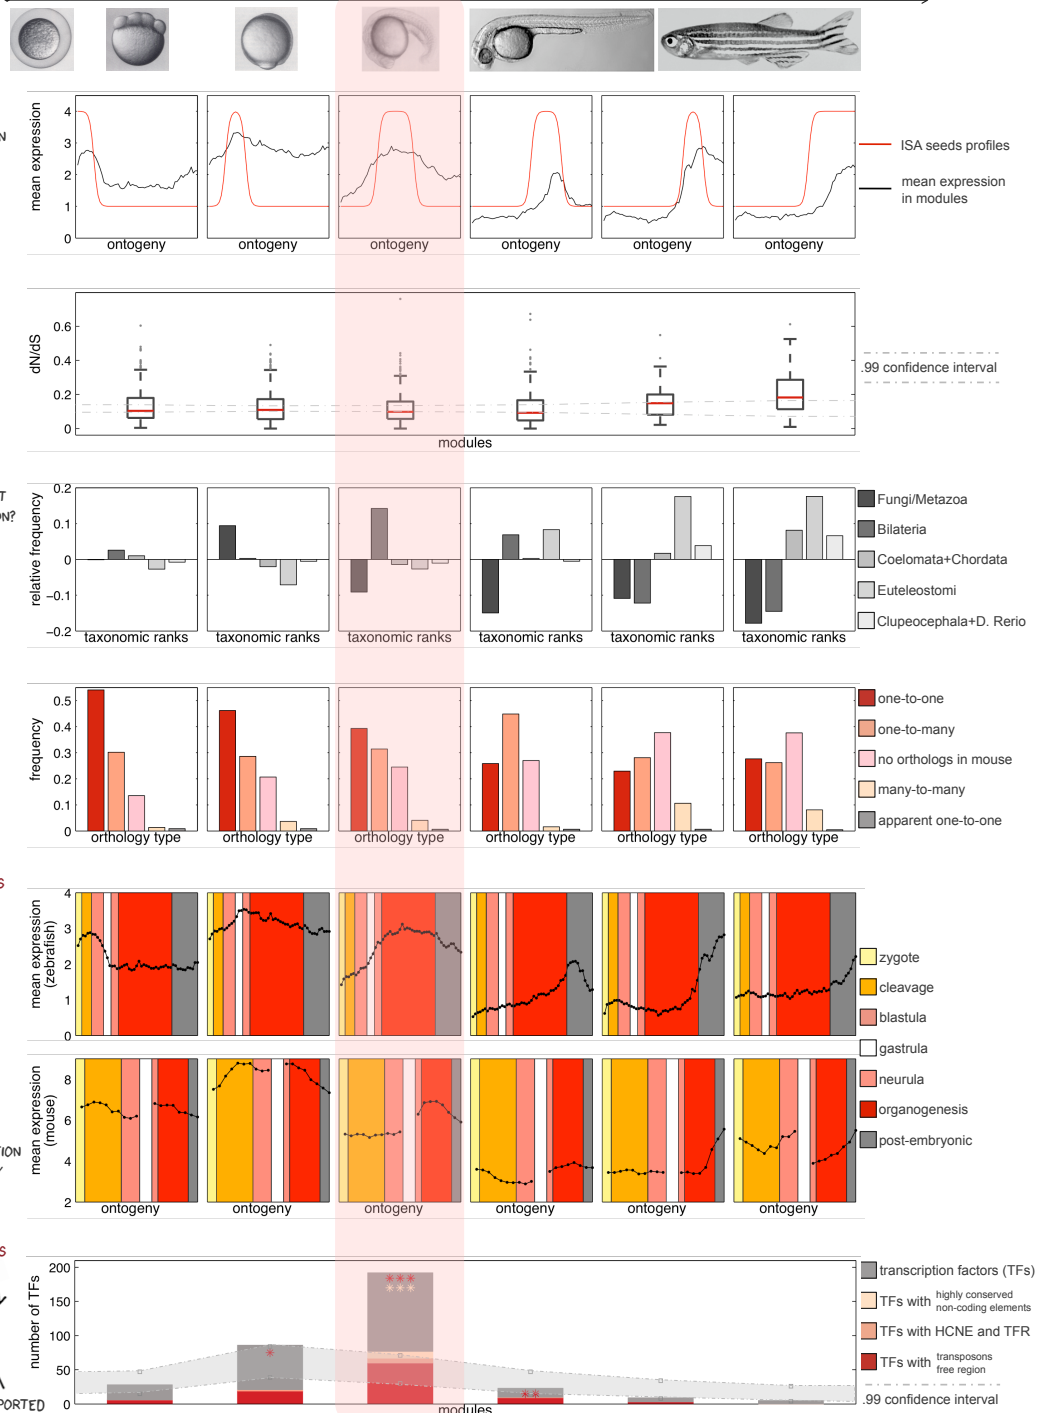 N
mean expression
4
3
2
1
0
ontogeny
ontogeny
ontogeny
ontogeny
ontogeny
ontogeny
ISA seeds profiles
mean expression
in modules
dN/dS
0.6
0.4
0.2
0
modules
.99 confidence interval
T
ON?
relative frequency
0.2
0.1
0
−0.1
−0.2
taxonomic ranks
taxonomic ranks
taxonomic ranks
taxonomic ranks
taxonomic ranks
taxonomic ranks
Fungi/Metazoa
Bilateria
Coelomata+Chordata
Euteleostomi
Clupeocephala+D. Rerio
frequency
0.5
0.4
0.3
0.2
0.1
0
orthology type
orthology type
orthology type
orthology type
orthology type
orthology type
one-to-one
one-to-many
no orthologs in mouse
many-to-many
apparent one-to-one
S
mean expression
(zebrafish)
4
3
2
1
0
mean expression
(mouse)
8
6
4
2
TION
ontogeny
ontogeny
ontogeny
ontogeny
ontogeny
ontogeny
zygote
cleavage
blastula
gastrula
neurula
organogenesis
post-embryonic
S
number of TFs
200
150
100
50
0
***
***
*
**
modules
PORTED
transcription factors (TFs)
TFs with highly conserved
non-coding elements
TFs with HCNE and TFR
TFs with transposons
free region
.99 confidence interval